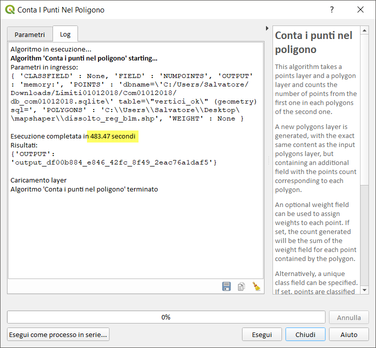 Conta I Punti Nel Poligono
Parametri
Log
Algoritmo in esecuzione...
Algorithm 'Conta i punti nel poligono' starting...
Parametri in ingresso:
{ 'CLASSFIELD' : None, 'FIELD' : 'NUMPOINTS', 'OUTPUT'
: 'memory:', 'POINTS' : 'dbname=\'C:/Users/Salvatore/
Downloads/Limiti01012018/Com01012018/
db_com01012018.sqlite\' table=\"vertici_ok\" (geometry)
sql=', 'POLYGONS' : 'C:\\Users\\Salvatore\\Desktop\
\mapshaper\\dissolto_reg_blm.shp', 'WEIGHT' : None }
Esecuzione completata in 483.47 secondi
Risultati:
{'OUTPUT':
'output_df00b884_e846_42fc_8f49_2eac76a1daf5'}
Caricamento layer
Algoritmo 'Conta i punti nel poligono' terminato
Conta i punti nel
poligono
This algorithm takes a
points layer and a polygon
layer and counts the
number of points from the
first one in each polygons
of the second one.
A new polygons layer is
generated, with the exact
same content as the input
polygons layer, but
containing an additional
field with the points count
corresponding to each
polygon.
An optional weight field
can be used to assign
weights to each point. If
set, the count generated
will be the sum of the
weight field for each point
contained by the polygon.
Alternatively, a unique
class field can be specified.
If set, points are classified
0%
Annulla
Esegui come processo in serie...
Esegui
Chiudi
Aiuto